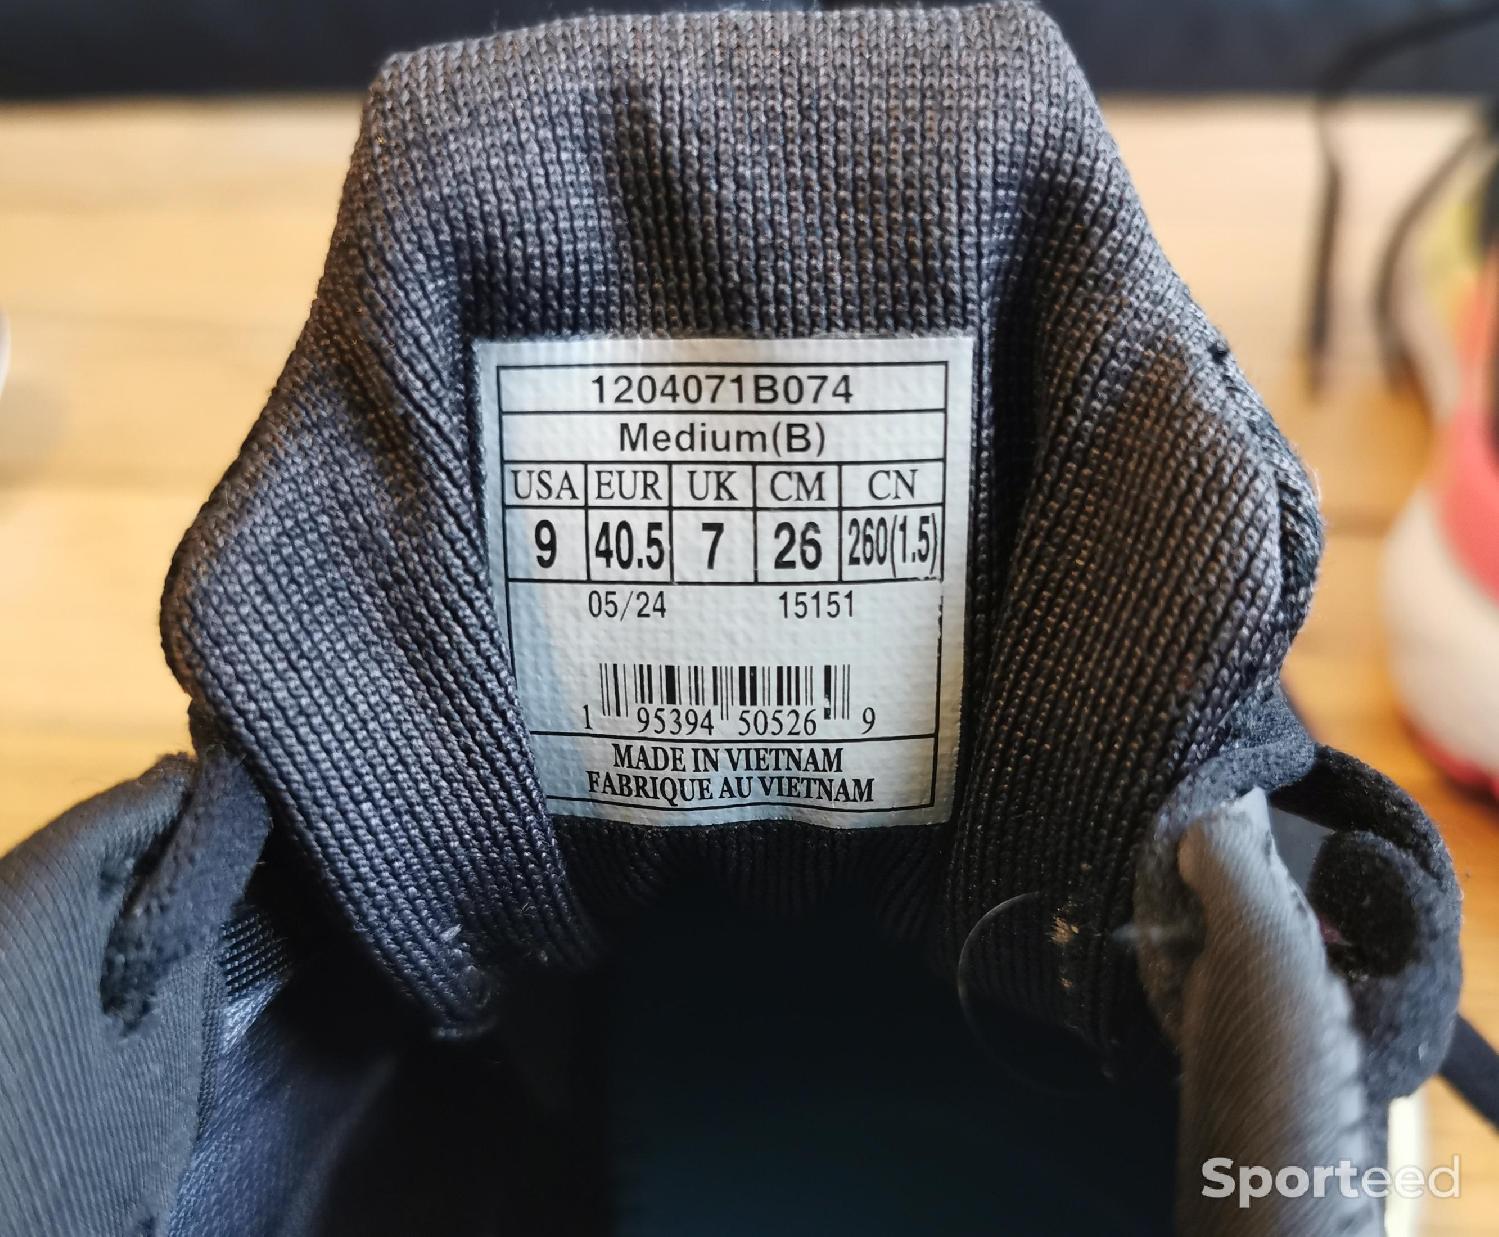 1204071B074
Medium(B)
USA EUR UK CM CN
9 40.5 7 26 260(1.5)
05/24 15151
1 95394 50526 9
MADE IN VIETNAM
FABRIQUE AU VIETNAM
Sporteed